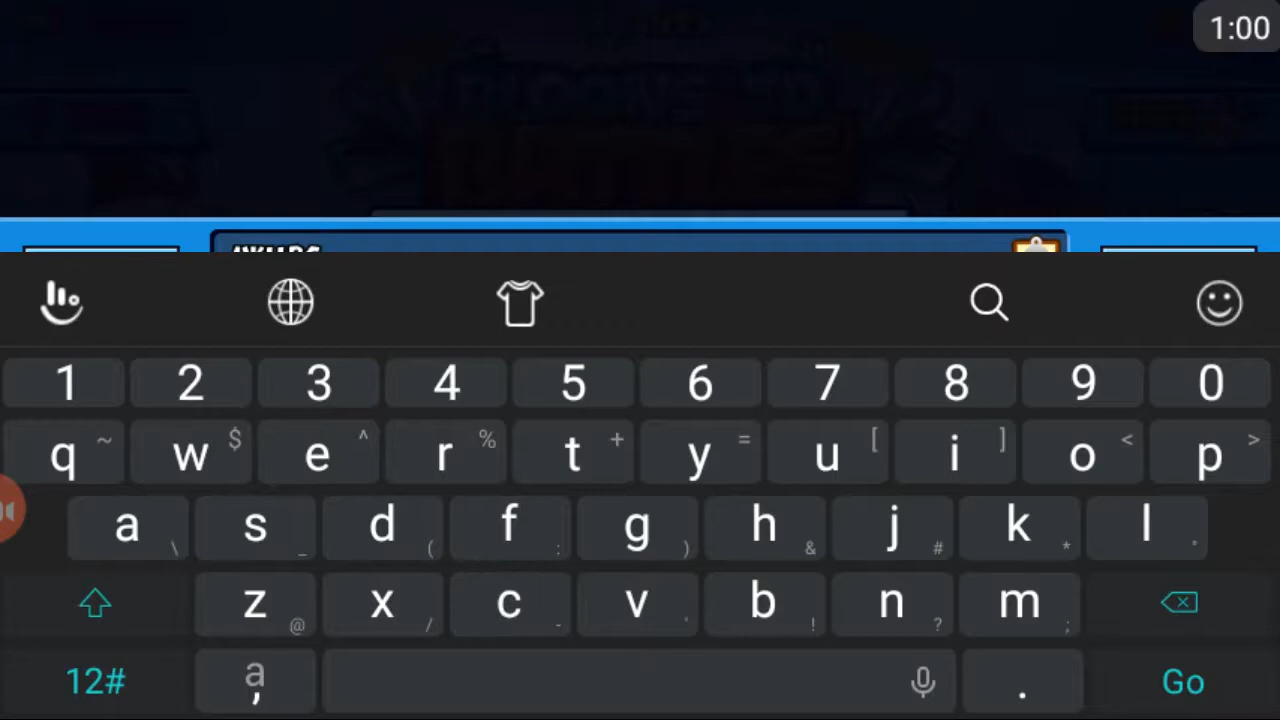 1:00
1 2 3 4 5 6 7 8 9 0
q ~ w $ e ^ r % t + y = u [ i ] o < p >
a \ s _ d ( f : g ) h & j # k * l °
z @ x / c - v ' b ! n ? m ;
12# a , . Go